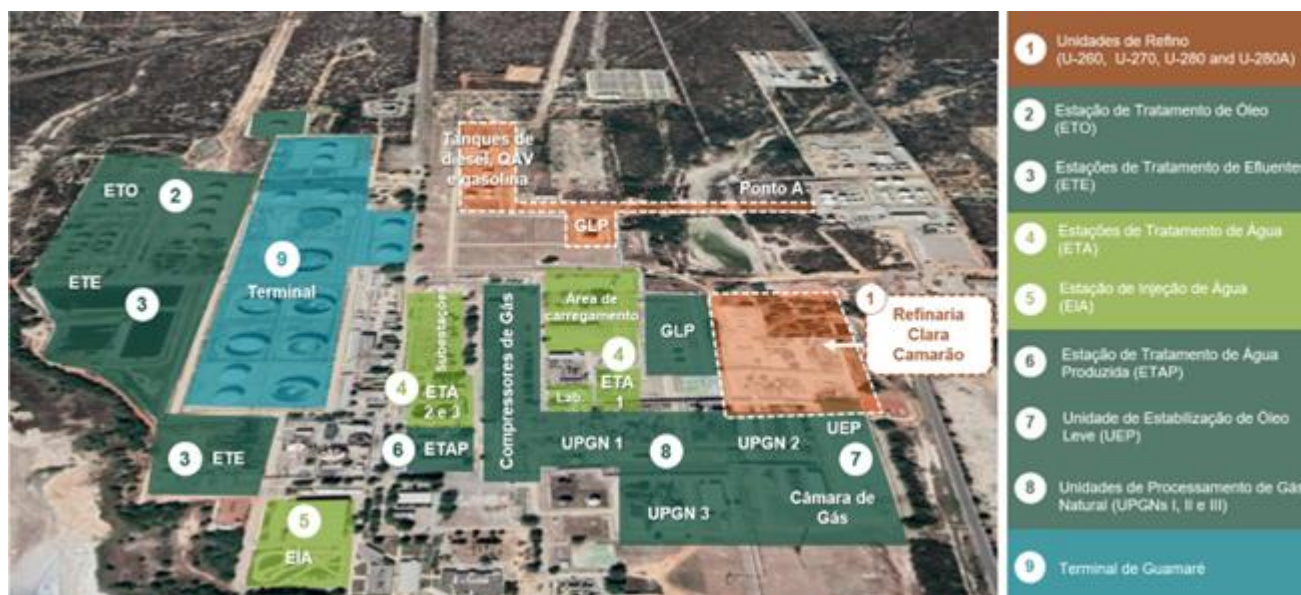 Tanques de
diesel, QAV
e gasolina
Ponto A
GLP
ETO
2
ETE
3
9
Terminal
Subestações
4
ETA
2 e 3
6
ETAP
Compressores de Gás
Área de
carregamento
4
ETA
1
Lab.
GLP
1
Refinaria
Clara
Camarão
UEP
7
UPGN 1
8
UPGN 2
UPGN 3
Câmara de
Gás
3
ETE
5
EIA
1
Unidades de Refino
(U-260, U-270, U-280 and U-280A)
2
Estação de Tratamento de Óleo
(ETO)
3
Estações de Tratamento de Efluente
(ETE)
4
Estações de Tratamento de Água
(ETA)
5
Estação de Injeção de Água
(EIA)
6
Estação de Tratamento de Água
Produzida (ETAP)
7
Unidade de Estabilização de Óleo
Leve (UEP)
8
Unidades de Processamento de Gás
Natural (UPGNs I, II e III)
9
Terminal de Guamaré